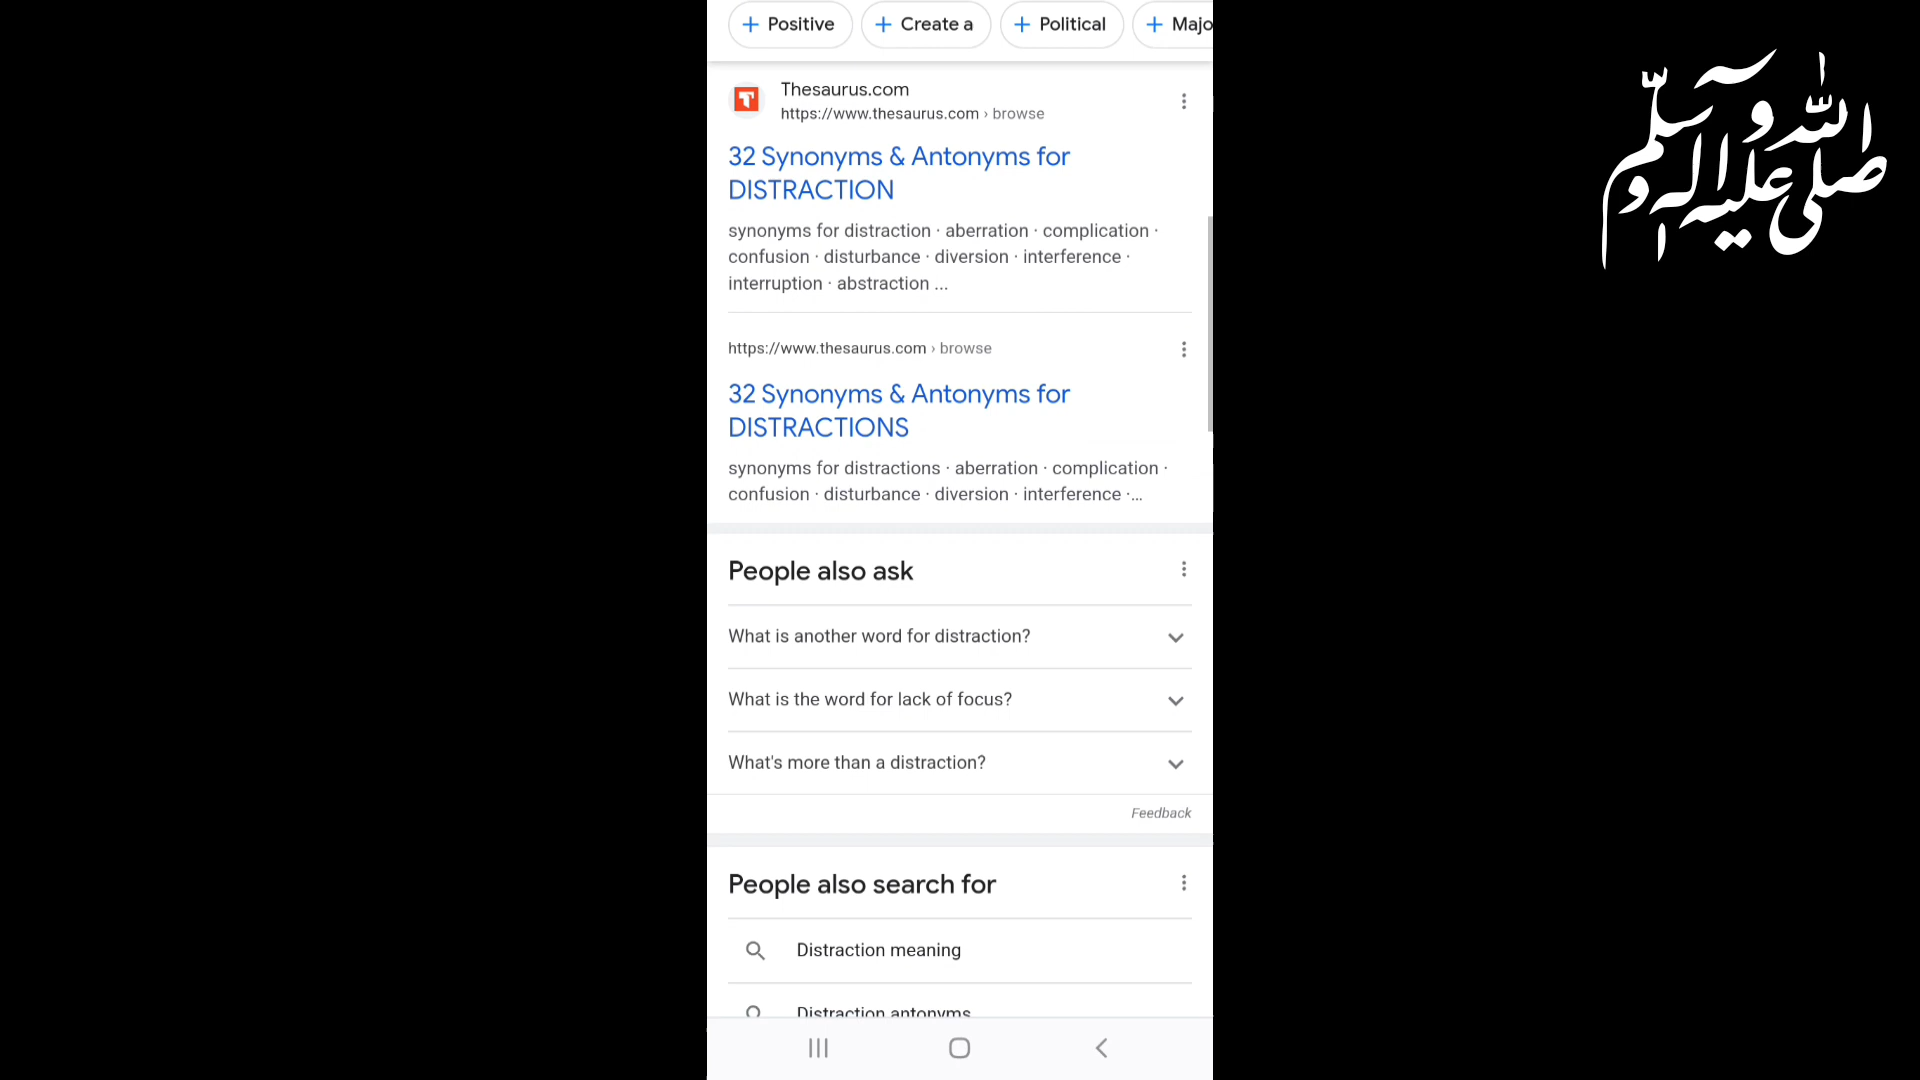 Positive
Create a
Political
Majo
Thesaurus.com
https://www.thesaurus.com › browse
32 Synonyms & Antonyms for
DISTRACTION
synonyms for distraction · aberration · complication ·
confusion · disturbance · diversion · interference ·
interruption · abstraction ...
https://www.thesaurus.com › browse
32 Synonyms & Antonyms for
DISTRACTIONS
synonyms for distractions · aberration · complication ·
confusion · disturbance · diversion · interference ·...
People also ask
What is another word for distraction?
What is the word for lack of focus?
What's more than a distraction?
Feedback
People also search for
Distraction meaning
Distraction antonyms
صلى الله عليه وآله وسلم